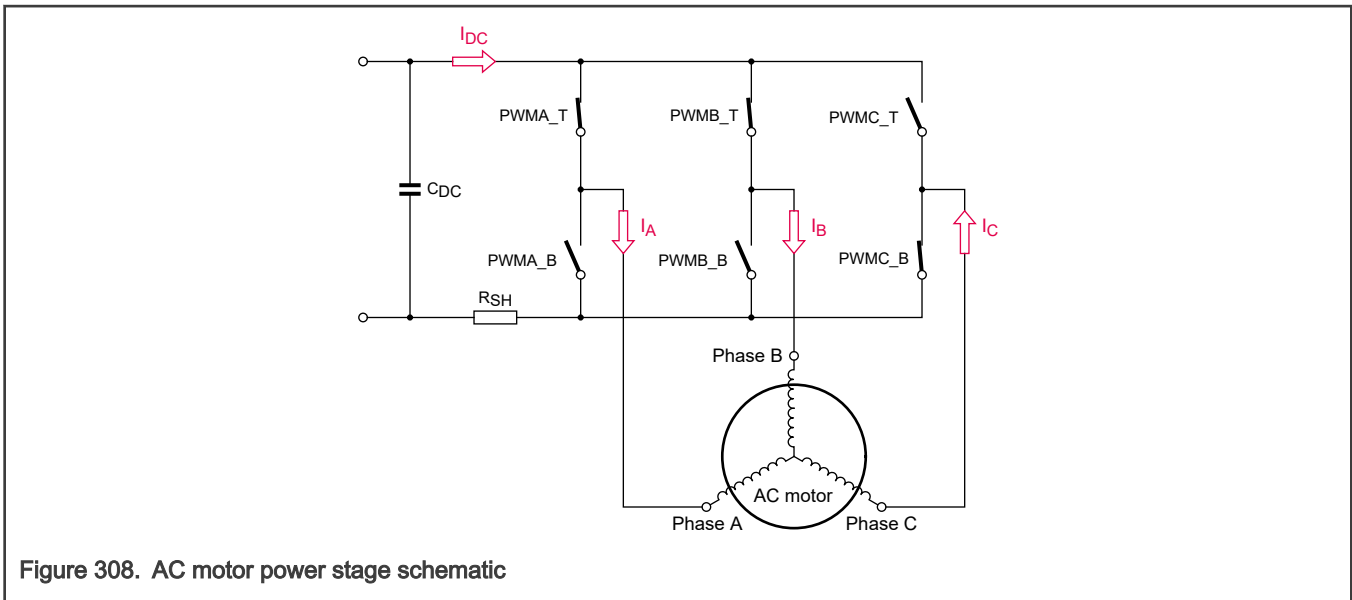 IDC
PWMA_T
PWMB_T
PWMC_T
CDC
IA
IB
IC
PWMA_B
PWMB_B
PWMC_B
RSH
Phase B
AC motor
Phase A
Phase C
Figure 308. AC motor power stage schematic